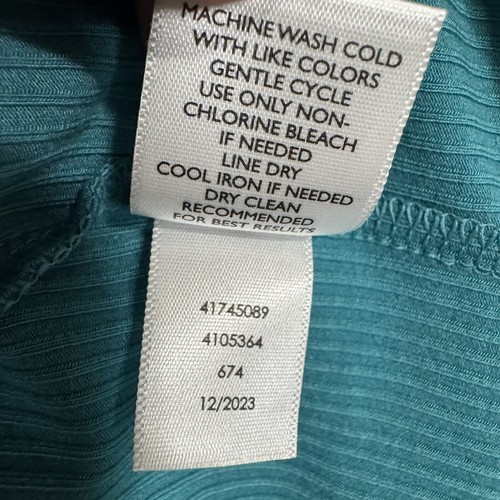 MACHINE WASH COLD
WITH LIKE COLORS
GENTLE CYCLE
USE ONLY NON-
CHLORINE BLEACH
IF NEEDED
LINE DRY
COOL IRON IF NEEDED
DRY CLEAN
RECOMMENDED
FOR BEST RESULTS
41745089
4105364
674
12/2023